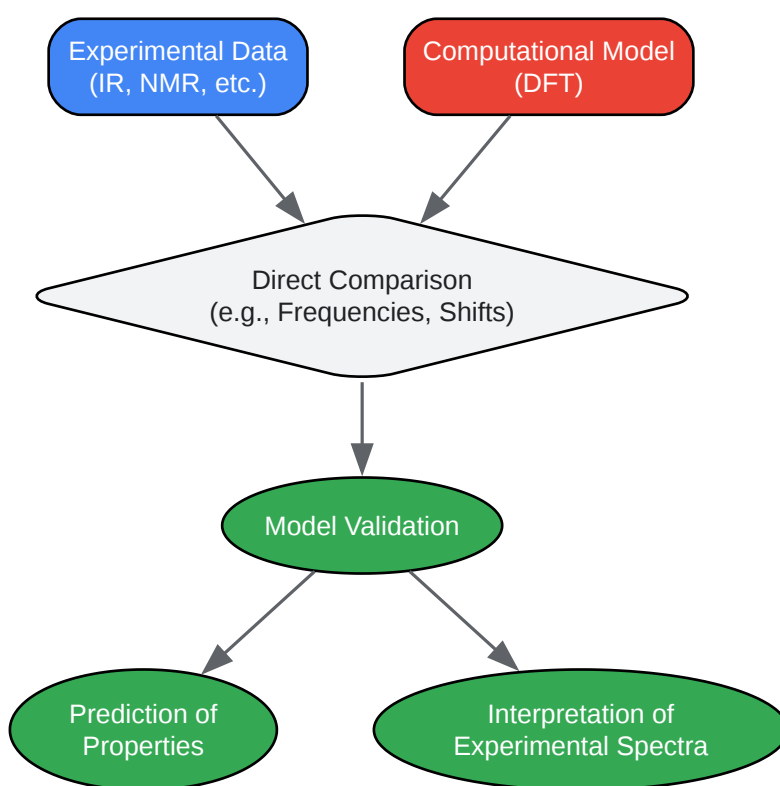 Experimental Data
(IR, NMR, etc.)
Computational Model
(DFT)
Direct Comparison
(e.g., Frequencies, Shifts)
Model Validation
Prediction of
Properties
Interpretation of
Experimental Spectra